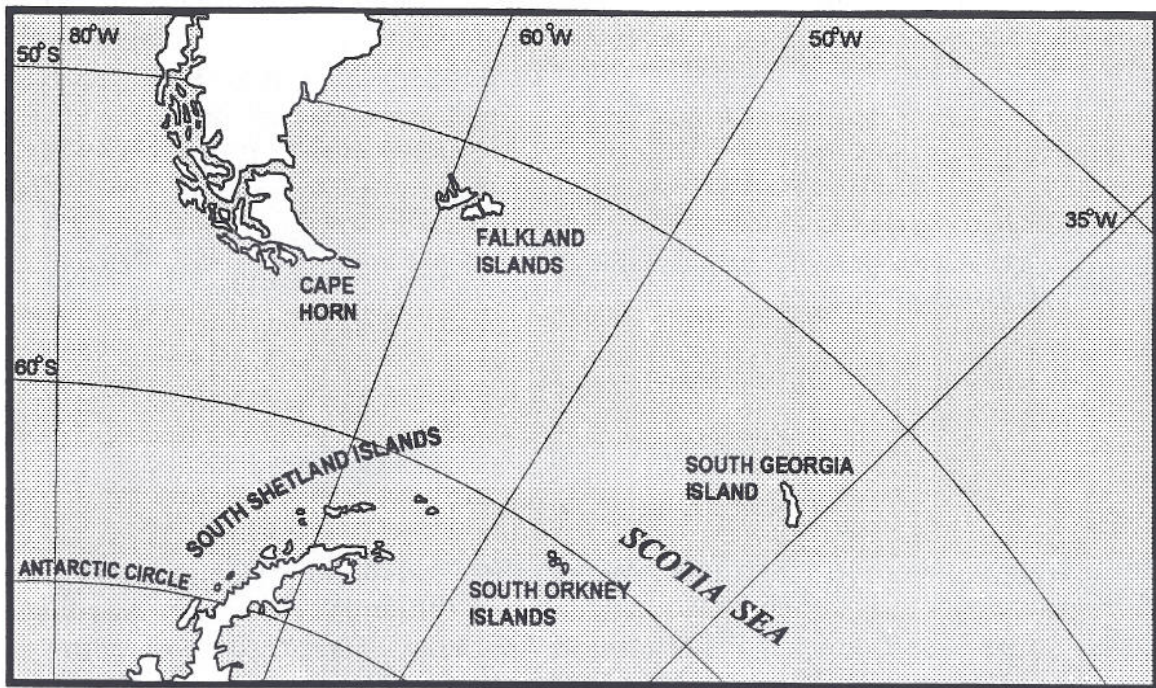 80°W
60°W
50°W
50°S
35°W
FALKLAND
ISLANDS
CAPE
HORN
60°S
SOUTH SHETLAND ISLANDS
SOUTH GEORGIA
ISLAND
SCOTIA SEA
ANTARCTIC CIRCLE
SOUTH ORKNEY
ISLANDS